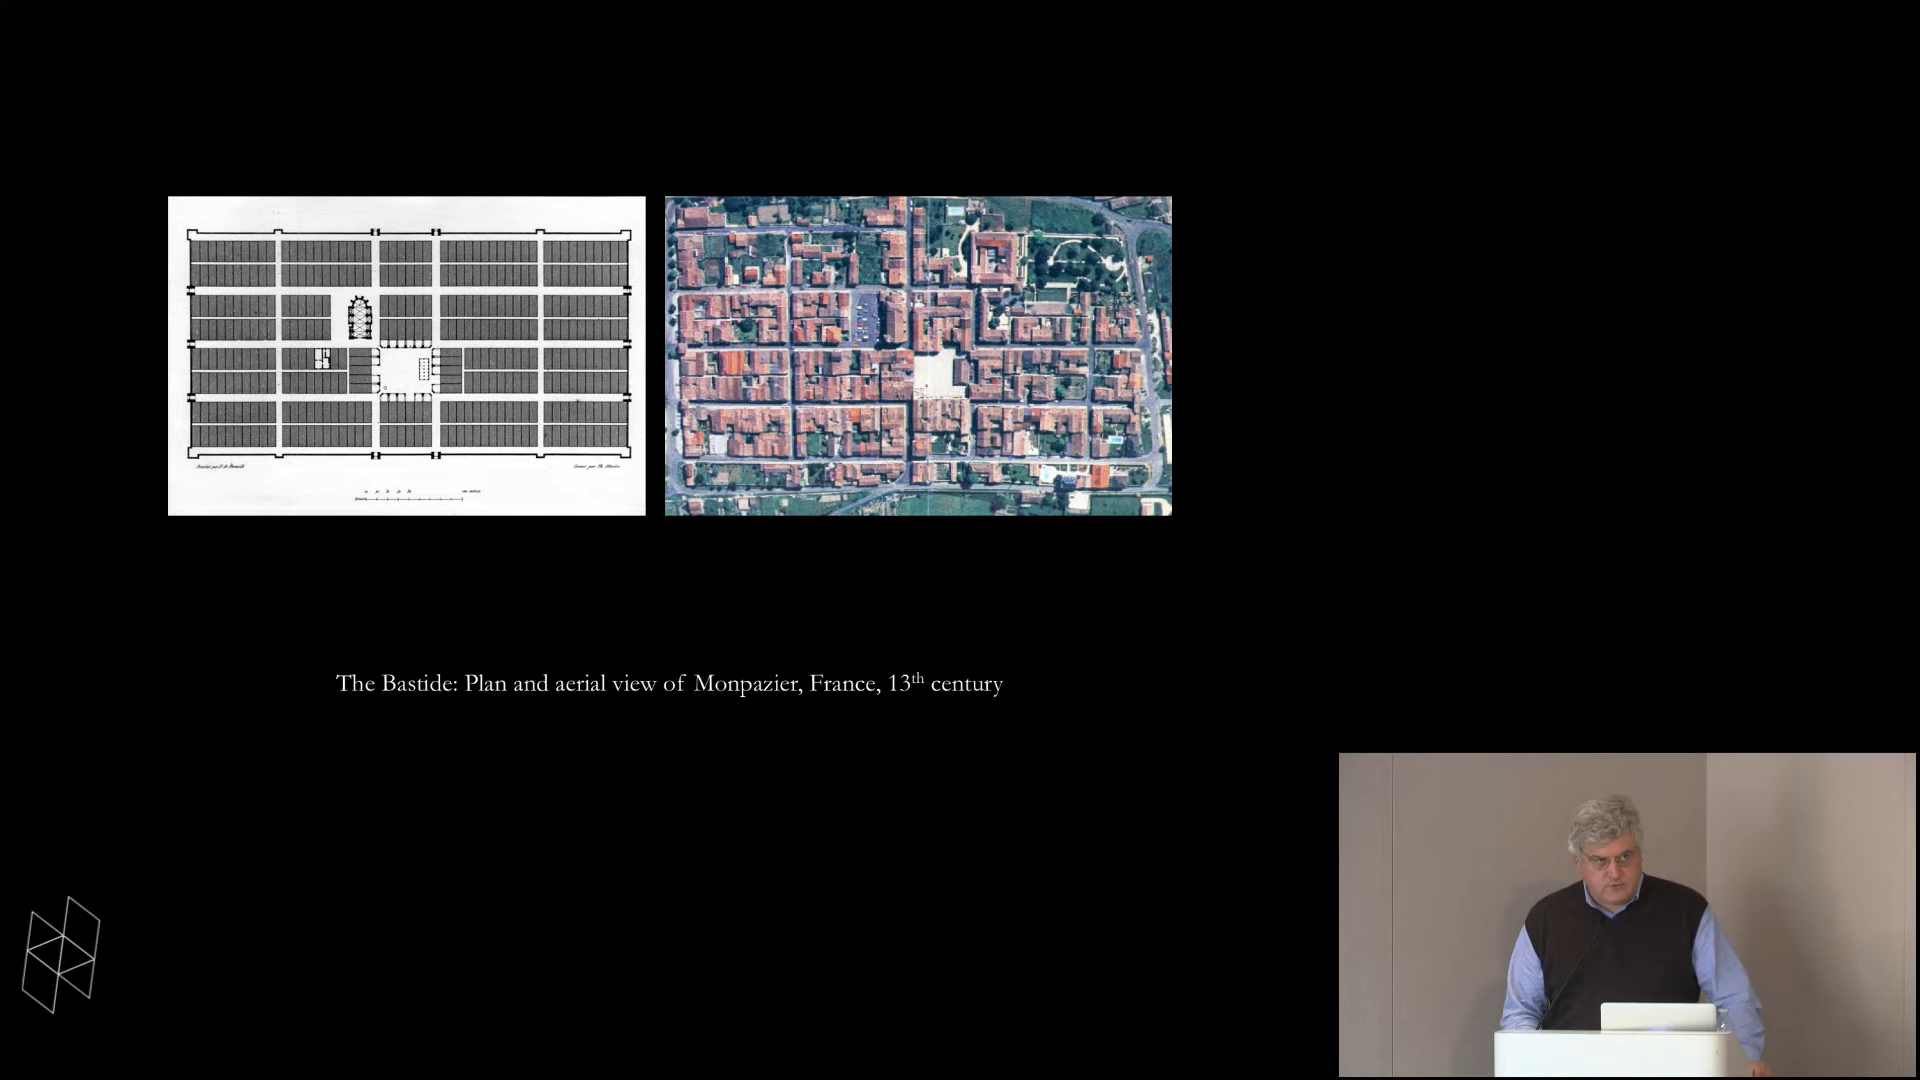 The Bastide: Plan and aerial view of Monpazier, France, 13th century